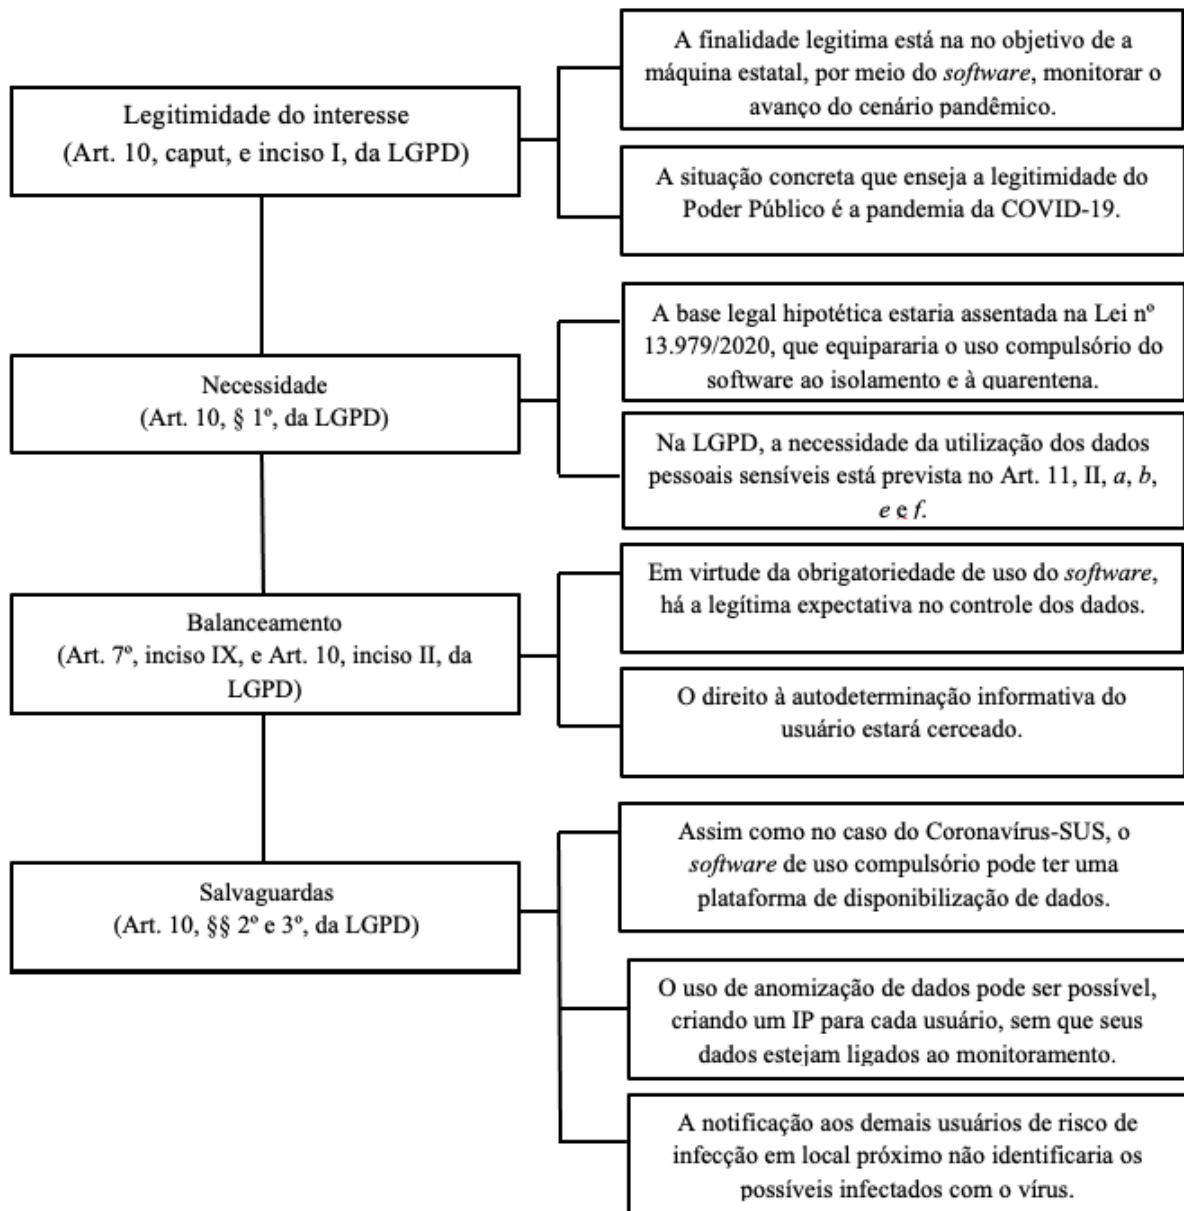 Legitimidade do interesse
(Art. 10, caput, e inciso I, da LGPD)
A finalidade legitima está na no objetivo de a
máquina estatal, por meio do software, monitorar o
avanço do cenário pandêmico.
A situação concreta que enseja a legitimidade do
Poder Público é a pandemia da COVID-19.
Necessidade
(Art. 10, § 1º, da LGPD)
A base legal hipotética estaria assentada na Lei nº
13.979/2020, que equipararia o uso compulsório do
software ao isolamento e à quarentena.
Na LGPD, a necessidade da utilização dos dados
pessoais sensíveis está prevista no Art. 11, II, a, b,
e e f.
Balanceamento
(Art. 7º, inciso IX, e Art. 10, inciso II, da
LGPD)
Em virtude da obrigatoriedade de uso do software,
há a legítima expectativa no controle dos dados.
O direito à autodeterminação informativa do
usuário estará cerceado.
Salvaguardas
(Art. 10, §§ 2º e 3º, da LGPD)
Assim como no caso do Coronavírus-SUS, o
software de uso compulsório pode ter uma
plataforma de disponibilização de dados.
O uso de anomização de dados pode ser possível,
criando um IP para cada usuário, sem que seus
dados estejam ligados ao monitoramento.
A notificação aos demais usuários de risco de
infecção em local próximo não identificaria os
possíveis infectados com o vírus.